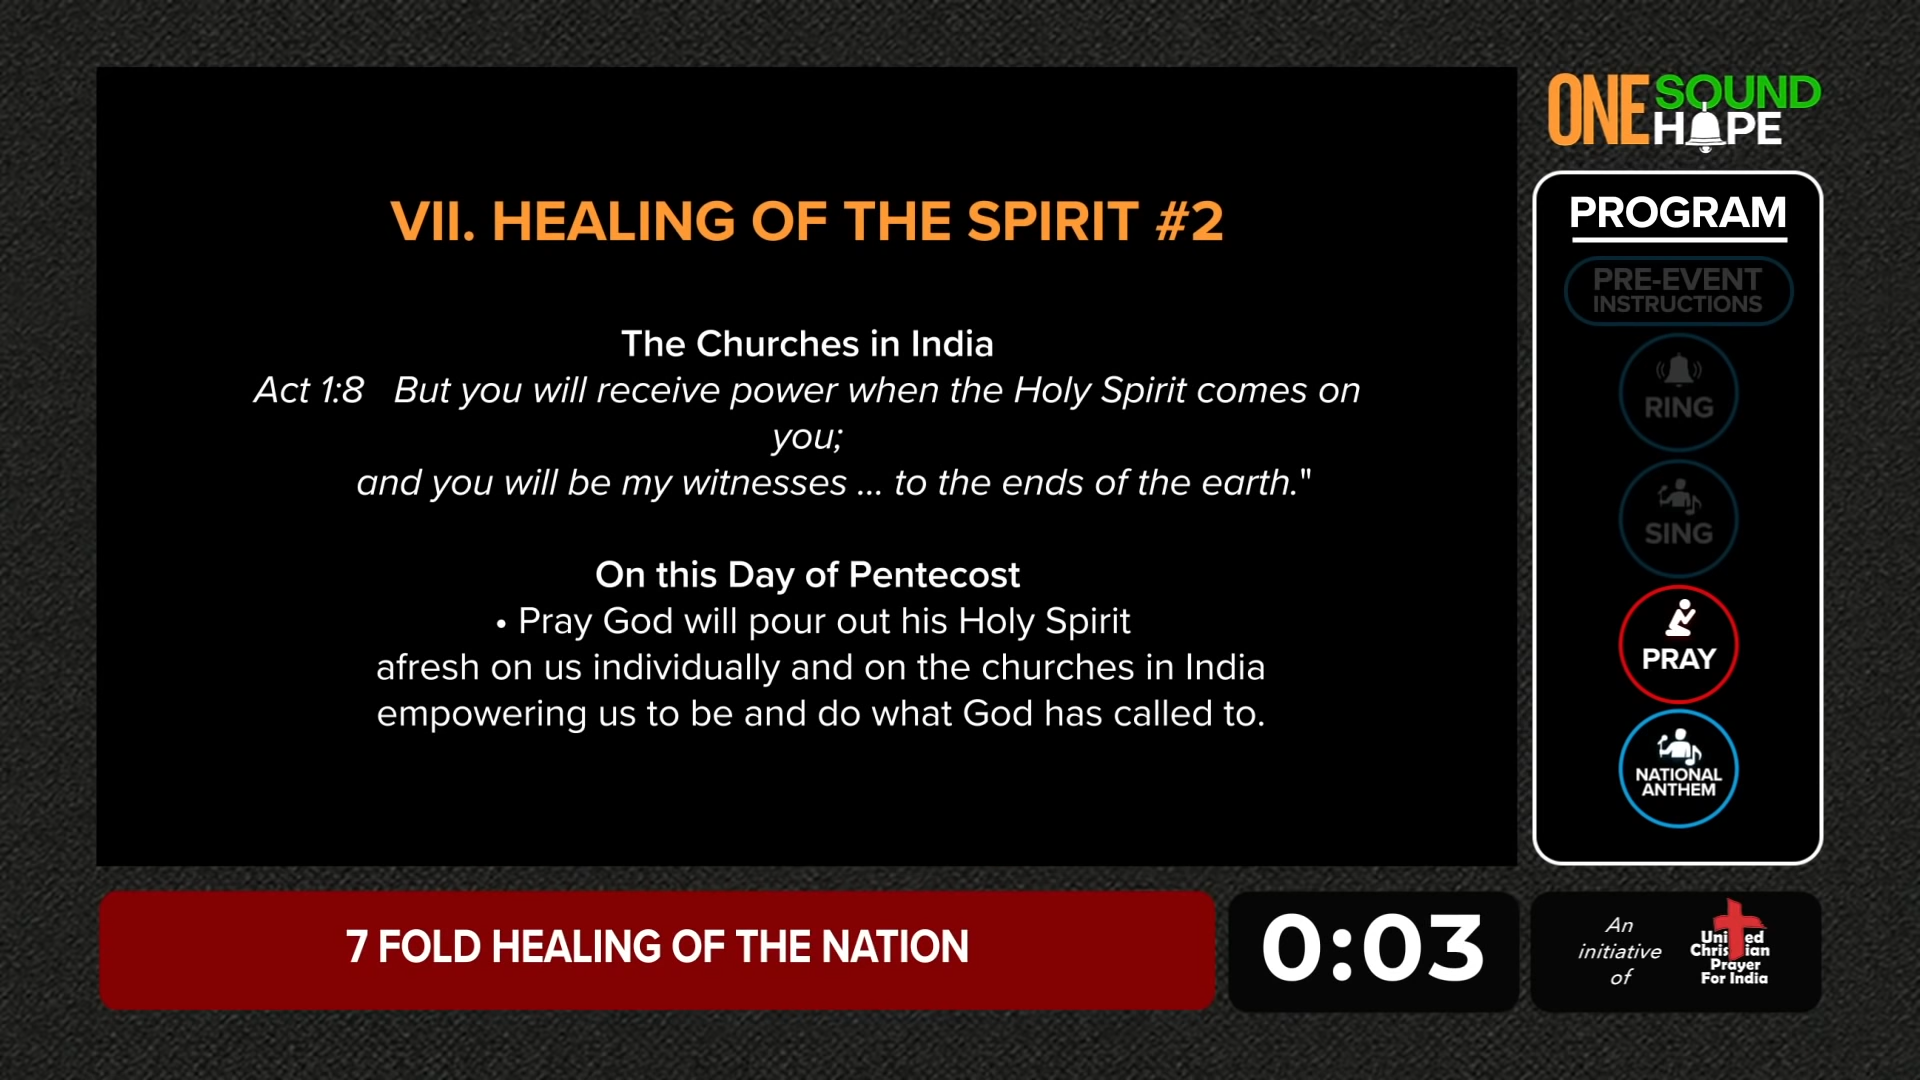 VII. HEALING OF THE SPIRIT #2
The Churches in India
Act 1:8 But you will receive power when the Holy Spirit comes on
you;
and you will be my witnesses ... to the ends of the earth."
On this Day of Pentecost
• Pray God will pour out his Holy Spirit
afresh on us individually and on the churches in India
empowering us to be and do what God has called to.
ONE SOUND
HOPE
PROGRAM
PRE-EVENT
INSTRUCTIONS
RING
SING
PRAY
NATIONAL
ANTHEM
7 FOLD HEALING OF THE NATION
0:03
An
initiative
of
United
Christian
Prayer
For India